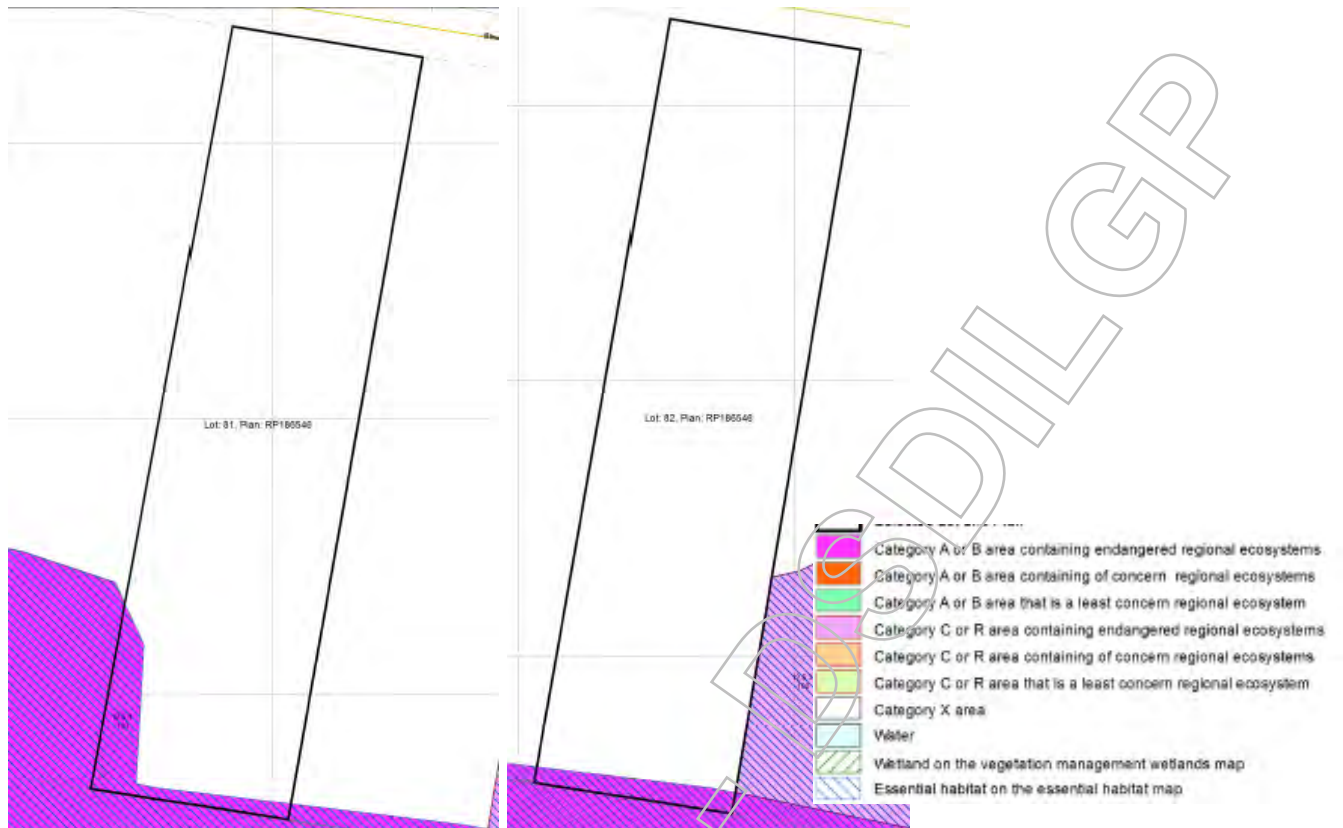 Lot: 81, Plan: RP186546
Lot: 82, Plan: RP186546
Category A or B area containing endangered regional ecosystems
Category A or B area containing of concern regional ecosystems
Category A or B area that is a least concern regional ecosystem
Category C or R area containing endangered regional ecosystems
Category C or R area containing of concern regional ecosystems
Category C or R area that is a least concern regional ecosystem
Category X area
Water
Wetland on the vegetation management wetlands map
Essential habitat on the essential habitat map
DSDILGP